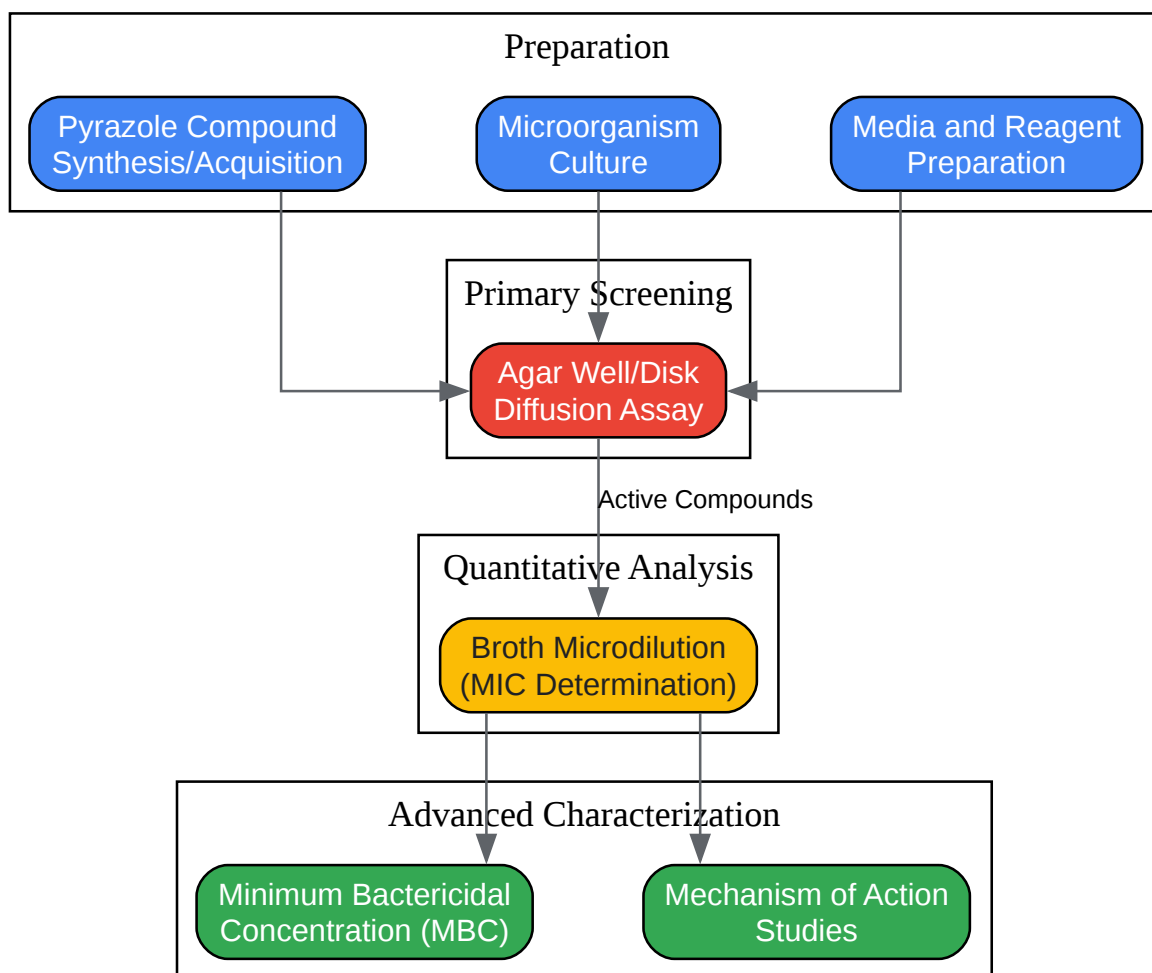 Preparation
Pyrazole Compound
Synthesis/Acquisition
Microorganism
Culture
Media and Reagent
Preparation
Primary Screening
Agar Well/Disk
Diffusion Assay
Active Compounds
Quantitative Analysis
Broth Microdilution
(MIC Determination)
Advanced Characterization
Minimum Bactericidal
Concentration (MBC)
Mechanism of Action
Studies